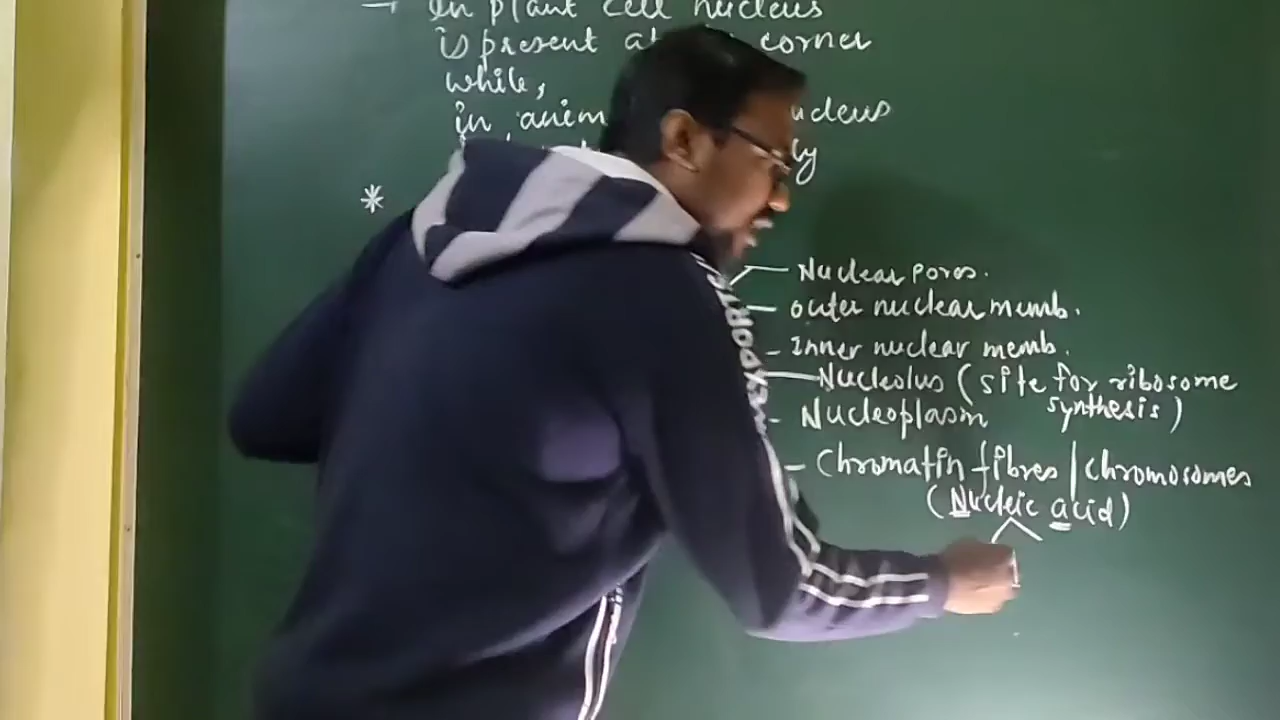 → In plant cell nucleus
is present at corner
while,
in anim ucleus
ly
*
Nuclear Pores.
outer nuclear memb.
Inner nuclear memb.
Nucleolus (site for ribosome
synthesis)
Nucleoplasm
Chromatin fibres / chromosomes
(Nucleic acid)